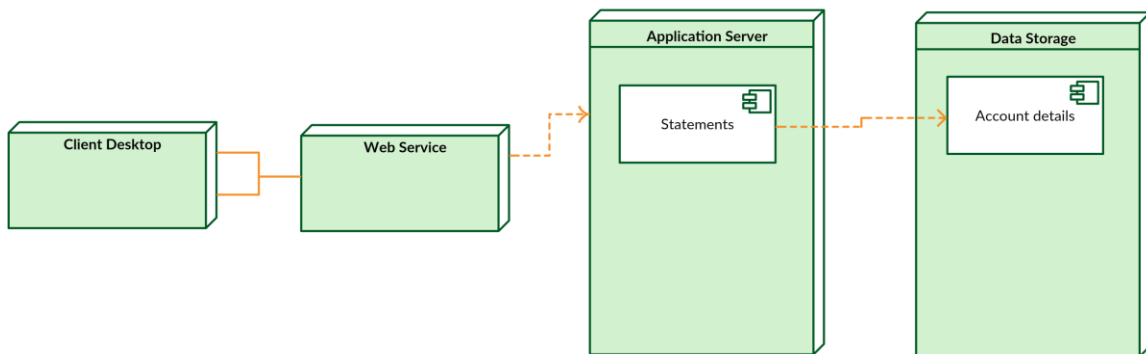 Client Desktop
Web Service
Application Server
Statements
Data Storage
Account details